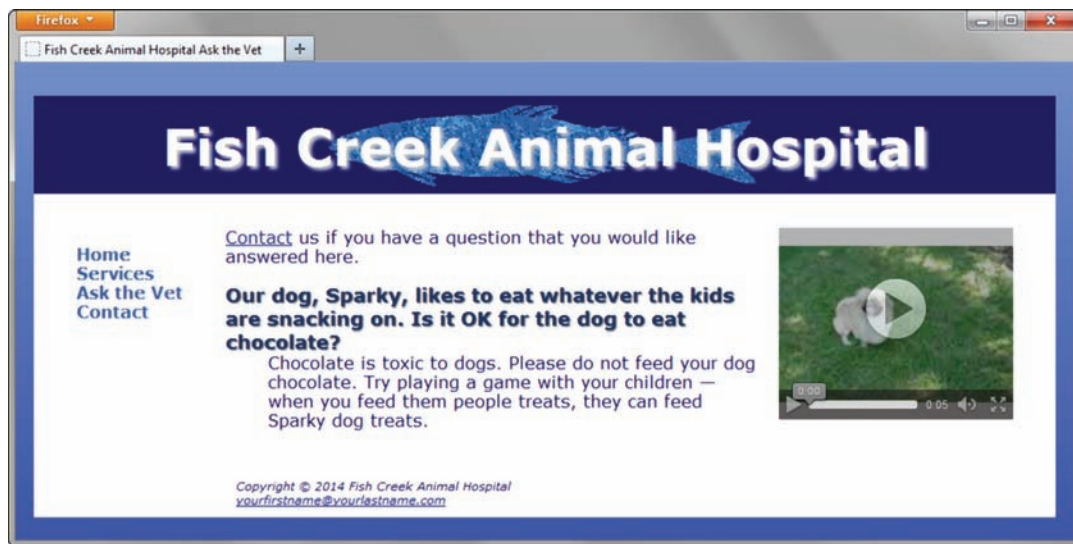 Firefox
Fish Creek Animal Hospital Ask the Vet
Fish Creek Animal Hospital
Home
Services
Ask the Vet
Contact
Contact us if you have a question that you would like
answered here.
Our dog, Sparky, likes to eat whatever the kids
are snacking on. Is it OK for the dog to eat
chocolate?
Chocolate is toxic to dogs. Please do not feed your dog
chocolate. Try playing a game with your children —
when you feed them people treats, they can feed
Sparky dog treats.
0:00
0:05
Copyright © 2014 Fish Creek Animal Hospital
yourfirstname@yourlastname.com